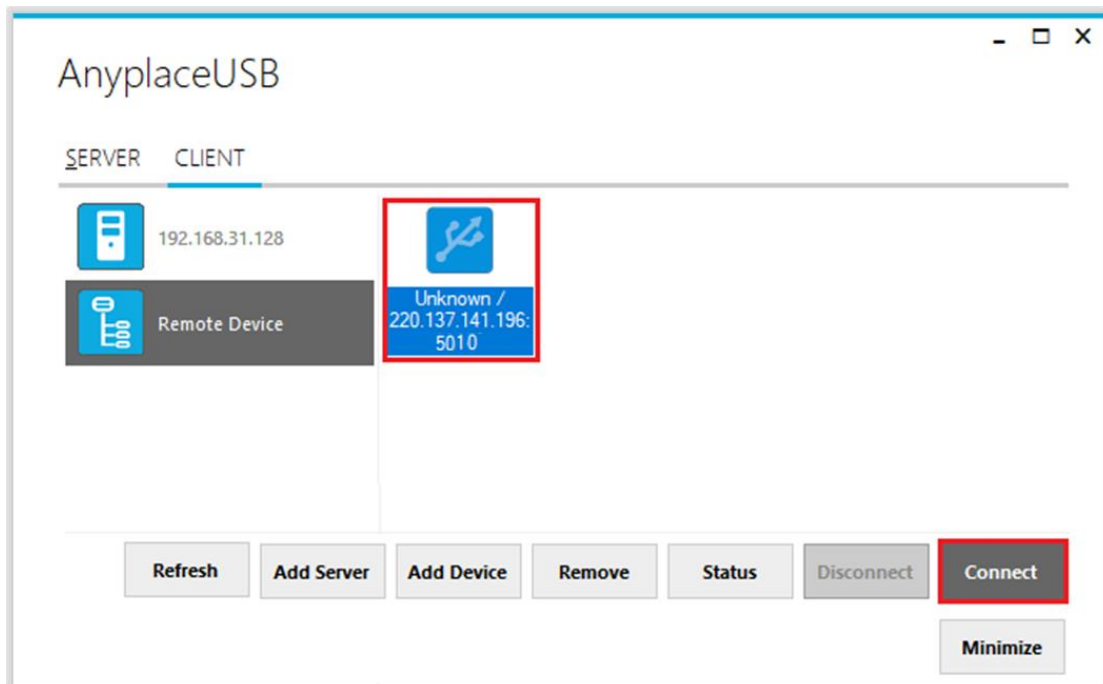 AnyplaceUSB
SERVER CLIENT
192.168.31.128
Remote Device
Unknown /
220.137.141.196:
5010
Refresh Add Server Add Device Remove Status Disconnect Connect
Minimize